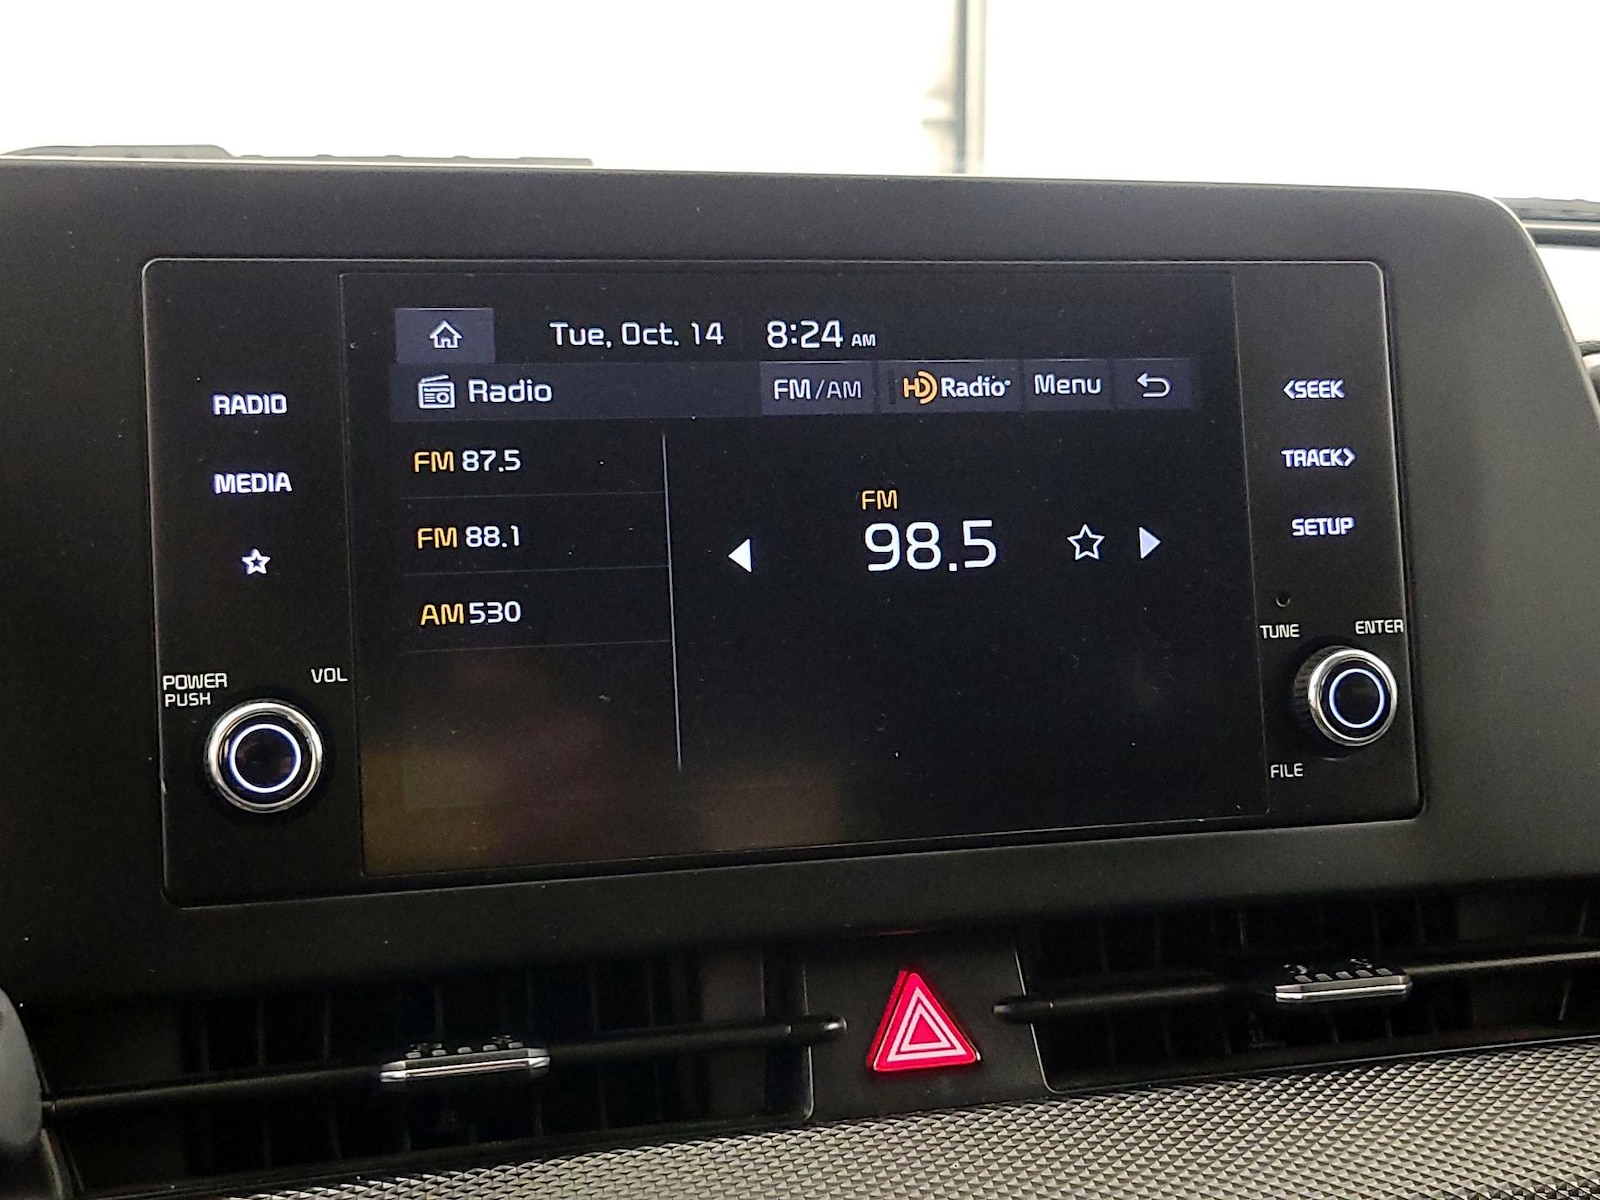 Tue, Oct. 14 8:24 AM
Radio FM/AM HD Radio Menu
RADIO
MEDIA
FM 87.5
FM 88.1
AM 530
FM
98.5
<SEEK
TRACK>
SETUP
POWER
PUSH
VOL
TUNE
ENTER
FILE